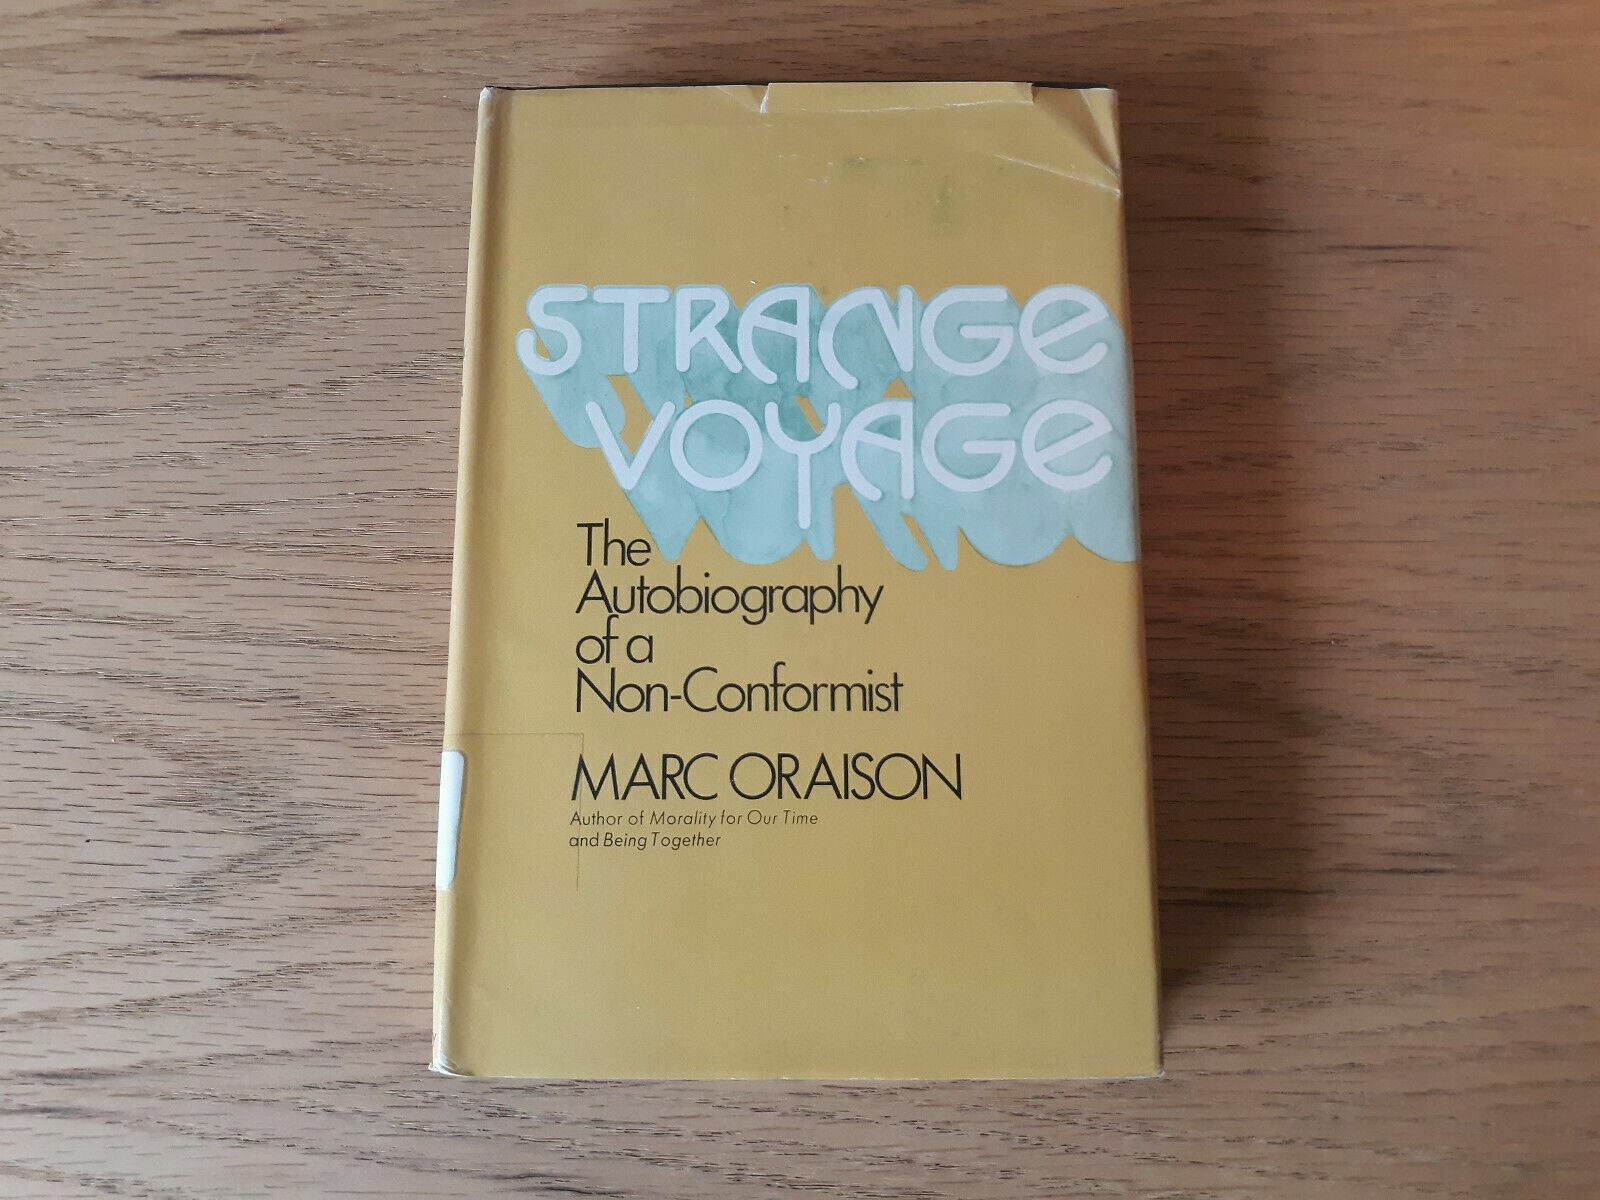 STRANGE
VOYAGE
The
Autobiography
of a
Non-Conformist
MARC ORAISON
Author of Morality for Our Time
and Being Together